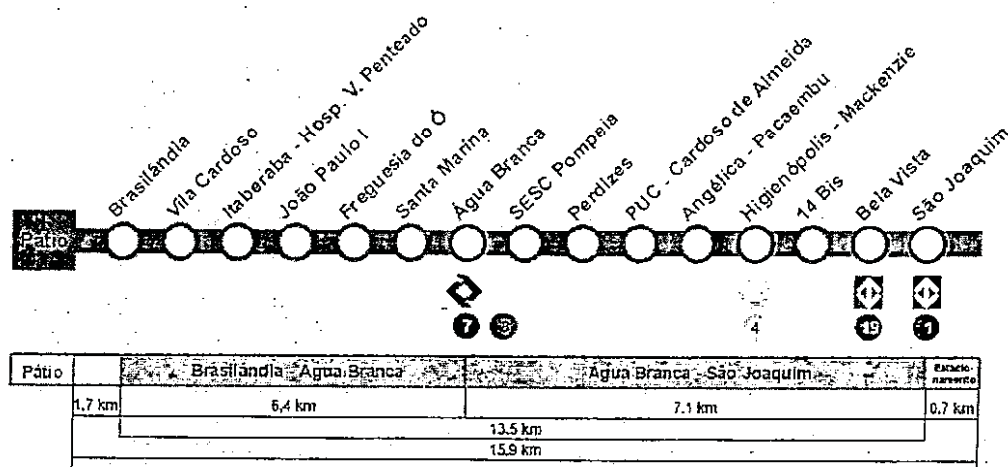 Brasilândia
Vila Cardoso
Itaberaba - Hosp. V. Penteado
João Paulo I
Freguesia do Ó
Santa Marina
Água Branca
SESC Pompeia
Perdizes
PUC - Cardoso de Almeida
Angélica - Pacaembu
Higienópolis - Mackenzie
14 Bis
Bela Vista
São Joaquim
Pátio
7 8 4 19 1
Pátio Brasilândia - Água Branca Água Branca - São Joaquim Estacio-
namento
1.7 km 6,4 km 7.1 km 0.7 km
13.5 km
15.9 km